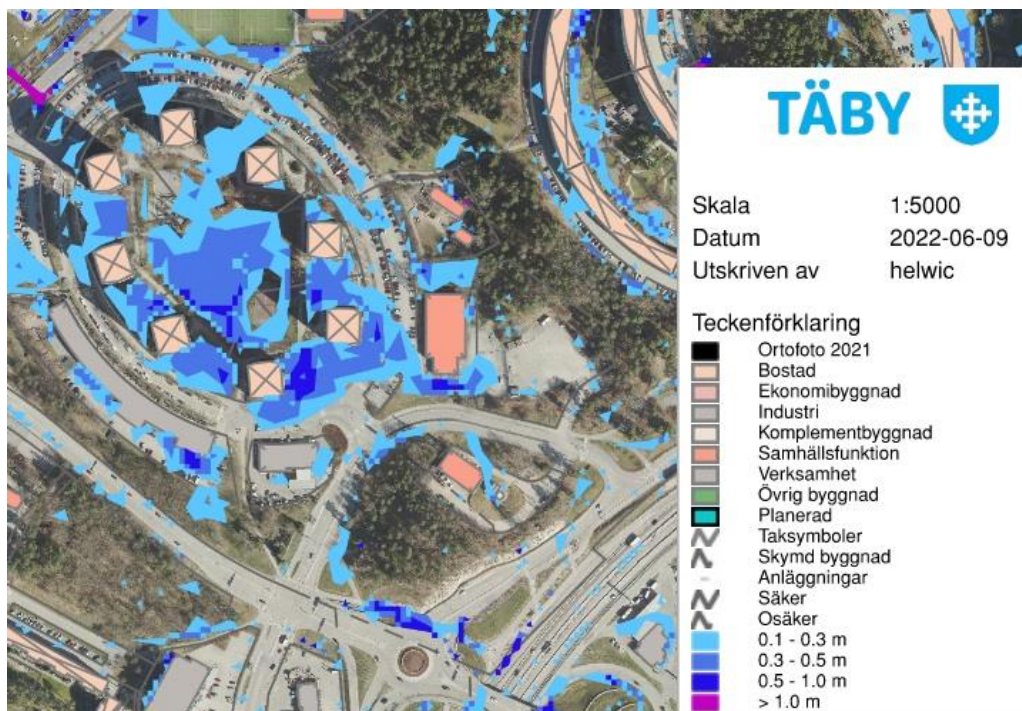 TÄBY
Skala 1:5000
Datum 2022-06-09
Utskriven av helwic
Teckenförklaring
Ortofoto 2021
Bostad
Ekonomibyggnad
Industri
Komplementbyggnad
Samhällsfunktion
Verksamhet
Övrig byggnad
Planerad
Taksymboler
Skymd byggnad
Anläggningar
Säker
Osäker
0.1 - 0.3 m
0.3 - 0.5 m
0.5 - 1.0 m
> 1.0 m